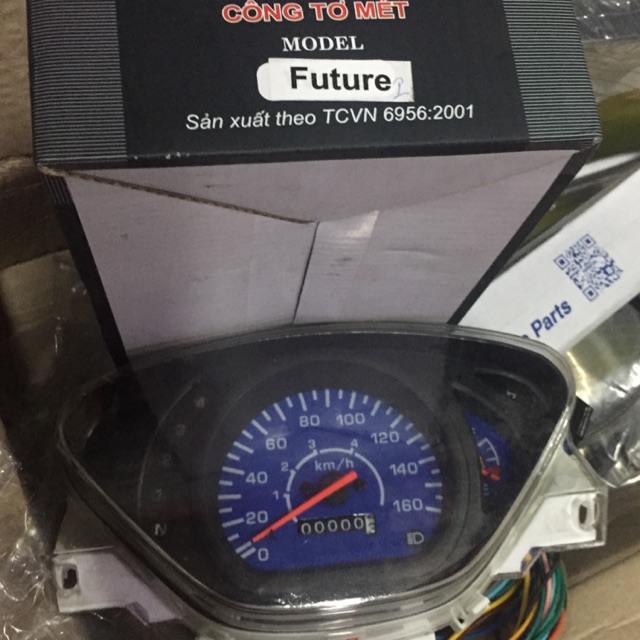 CÔNG TƠ MÉT
MODEL
Future
Sản xuất theo TCVN 6956:2001
Parts
80 100
60 120
3 4
40 2 km/h 140
1
20 160
00000
0
N